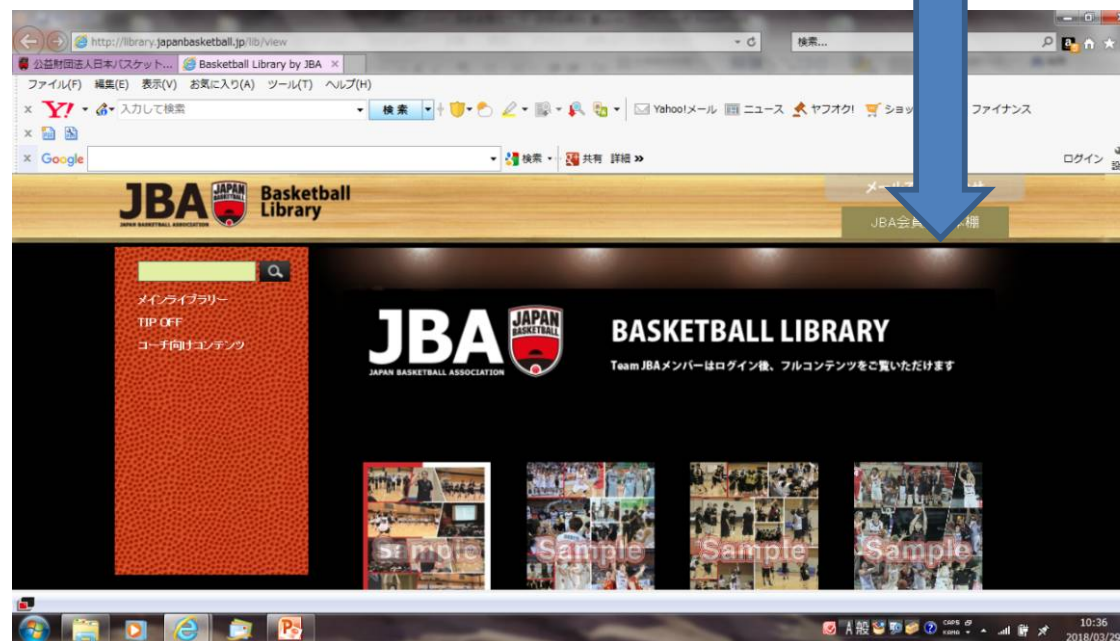 http://library.japanbasketball.jp/lib/view
検索...
公益財団法人日本バスケット...
Basketball Library by JBA
ファイル(F) 編集(E) 表示(V) お気に入り(A) ツール(T) ヘルプ(H)
Y! 入力して検索 検索 Yahoo!メール ニュース ヤフオク! ファイナンス
Google 検索 共有 詳細 » ログイン
JBA JAPAN BASKETBALL Basketball Library
JAPAN BASKETBALL ASSOCIATION
JBA会員
メインライブラリー
TIP OFF
コーチ向けコンテンツ
JBA JAPAN BASKETBALL
JAPAN BASKETBALL ASSOCIATION
BASKETBALL LIBRARY
Team JBAメンバーはログイン後、フルコンテンツをご覧いただけます
Sample Sample Sample Sample
A 般 CAPS KANA
10:36